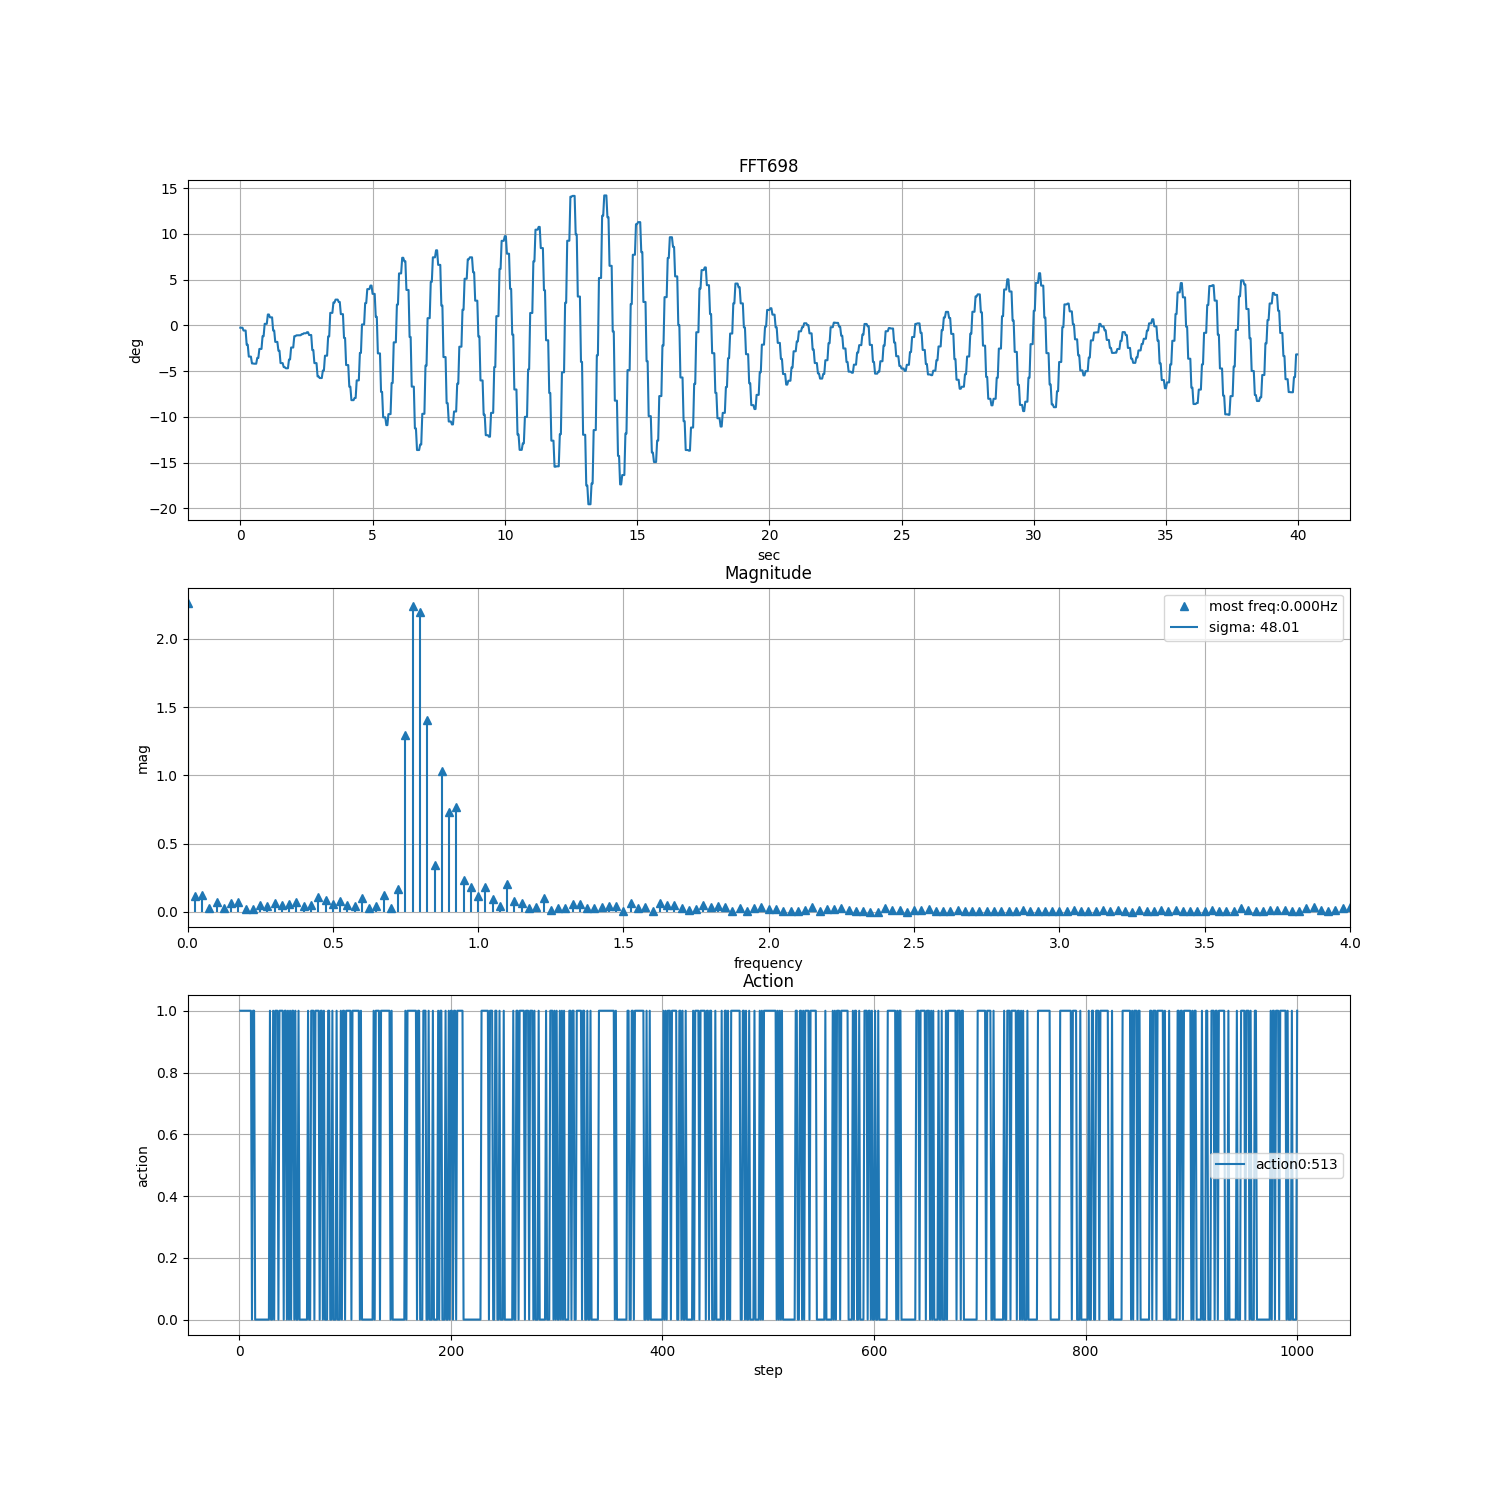 FFT698
15
10
5
0
−5
−10
−15
−20
deg
0 5 10 15 20 25 30 35 40
sec
Magnitude
most freq:0.000Hz
sigma: 48.01
2.0
1.5
1.0
0.5
0.0
mag
0.0 0.5 1.0 1.5 2.0 2.5 3.0 3.5 4.0
frequency
Action
1.0
0.8
0.6
0.4
0.2
0.0
action
action0:513
0 200 400 600 800 1000
step